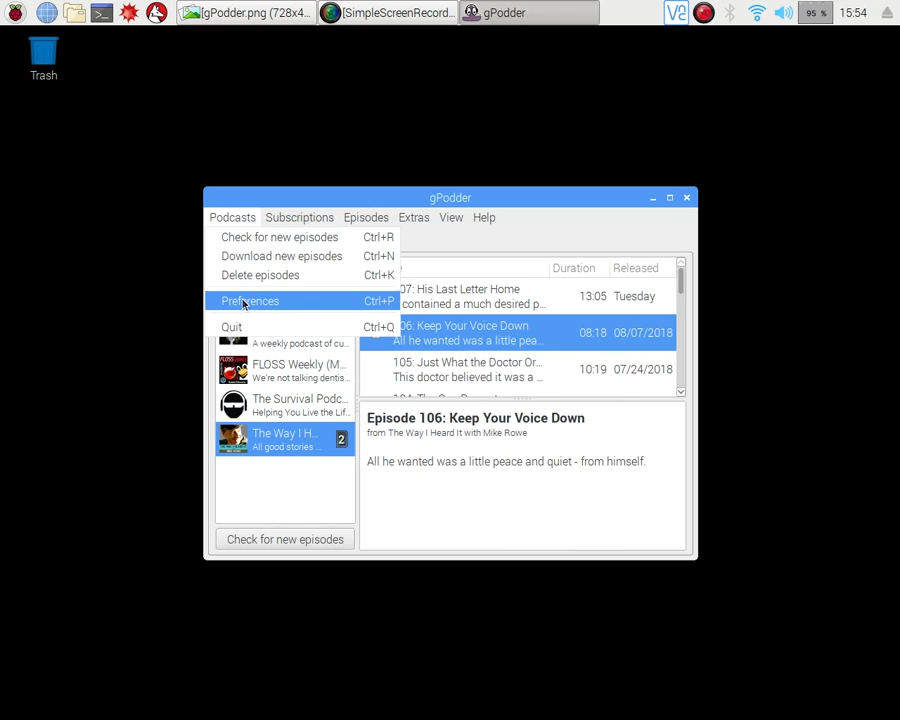 [gPodder.png (728x4...
[SimpleScreenRecord...
gPodder
95 %
15:54
Trash
gPodder
Podcasts Subscriptions Episodes Extras View Help
Check for new episodes Ctrl+R
Download new episodes Ctrl+N
Delete episodes Ctrl+K
Preferences Ctrl+P
Quit Ctrl+Q
Duration Released
07: His Last Letter Home
contained a much desired p...
13:05 Tuesday
06: Keep Your Voice Down
All he wanted was a little pea...
08:18 08/07/2018
105: Just What the Doctor Or...
This doctor believed it was a ...
10:19 07/24/2018
A weekly podcast of cu...
FLOSS Weekly (M...
We're not talking dentis...
The Survival Podc...
Helping You Live the Lif...
The Way I H...
All good stories ...
2
Episode 106: Keep Your Voice Down
from The Way I Heard It with Mike Rowe
All he wanted was a little peace and quiet - from himself.
Check for new episodes